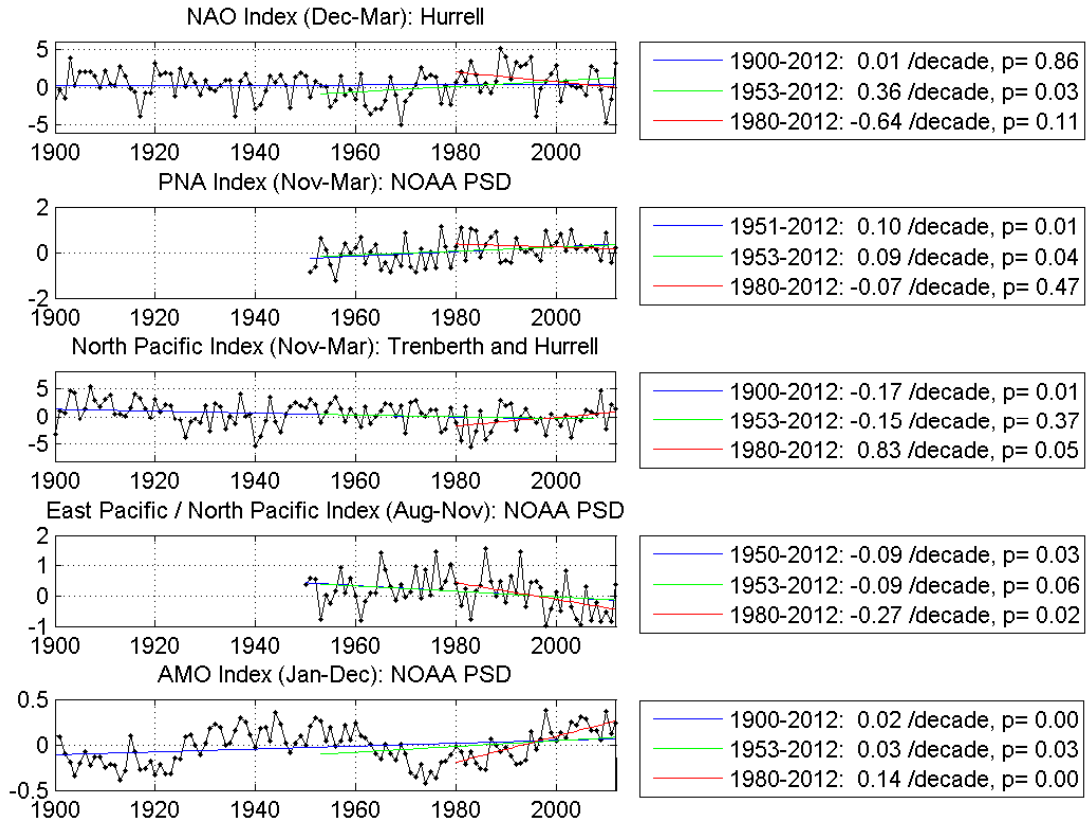 NAO Index (Dec-Mar): Hurrell
5
0
-5
1900 1920 1940 1960 1980 2000
1900-2012: 0.01 /decade, p= 0.86
1953-2012: 0.36 /decade, p= 0.03
1980-2012: -0.64 /decade, p= 0.11
PNA Index (Nov-Mar): NOAA PSD
2
0
-2
1900 1920 1940 1960 1980 2000
1951-2012: 0.10 /decade, p= 0.01
1953-2012: 0.09 /decade, p= 0.04
1980-2012: -0.07 /decade, p= 0.47
North Pacific Index (Nov-Mar): Trenberth and Hurrell
5
0
-5
1900 1920 1940 1960 1980 2000
1900-2012: -0.17 /decade, p= 0.01
1953-2012: -0.15 /decade, p= 0.37
1980-2012: 0.83 /decade, p= 0.05
East Pacific / North Pacific Index (Aug-Nov): NOAA PSD
2
1
0
-1
1900 1920 1940 1960 1980 2000
1950-2012: -0.09 /decade, p= 0.03
1953-2012: -0.09 /decade, p= 0.06
1980-2012: -0.27 /decade, p= 0.02
AMO Index (Jan-Dec): NOAA PSD
0.5
0
-0.5
1900 1920 1940 1960 1980 2000
1900-2012: 0.02 /decade, p= 0.00
1953-2012: 0.03 /decade, p= 0.03
1980-2012: 0.14 /decade, p= 0.00